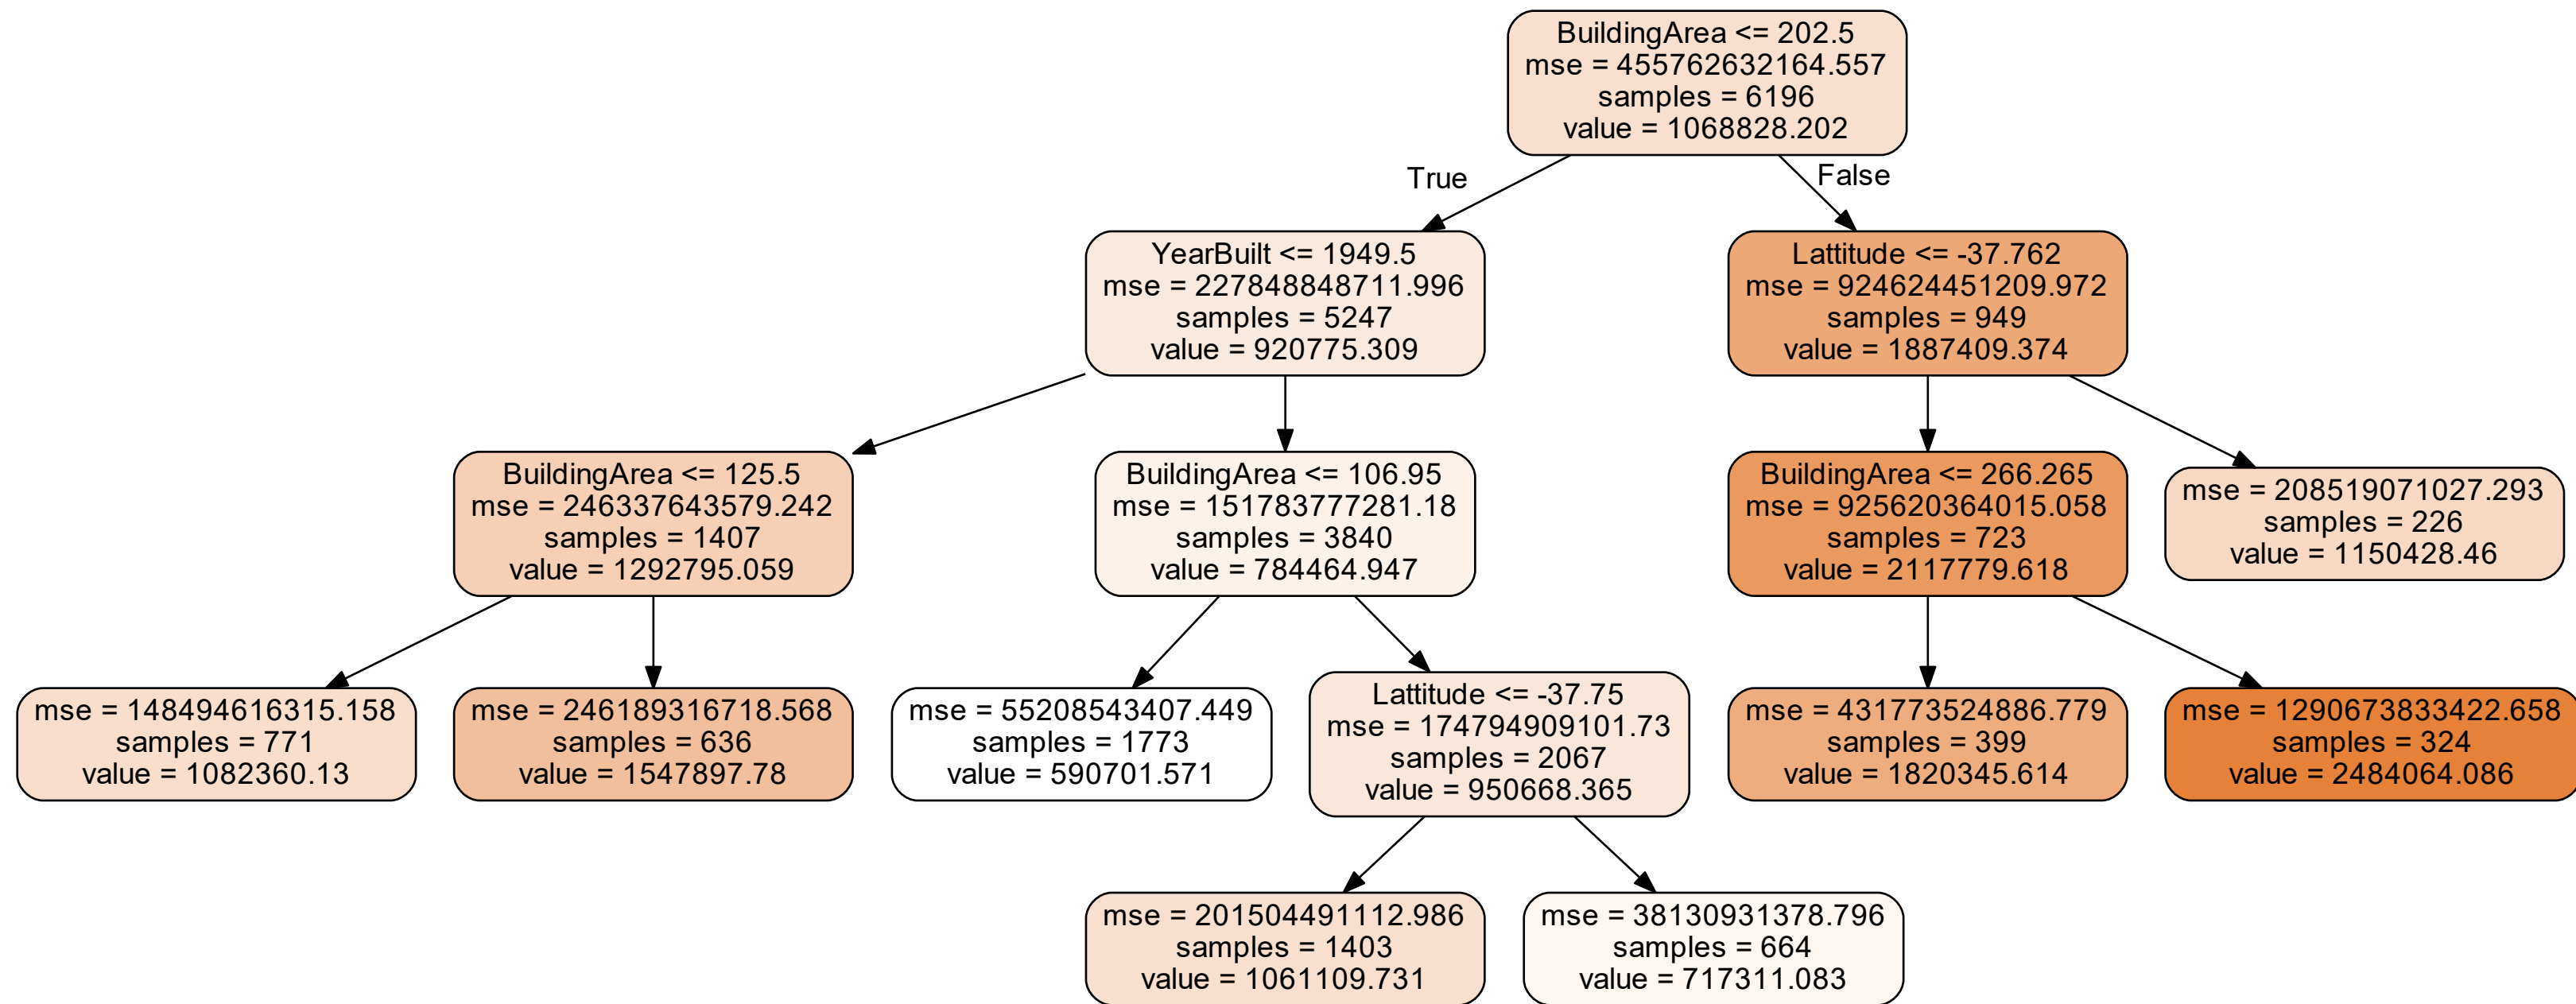 BuildingArea <= 202.5
mse = 455762632164.557
samples = 6196
value = 1068828.202
True
False
YearBuilt <= 1949.5
mse = 227848848711.996
samples = 5247
value = 920775.309
Lattitude <= -37.762
mse = 924624451209.972
samples = 949
value = 1887409.374
BuildingArea <= 125.5
mse = 246337643579.242
samples = 1407
value = 1292795.059
BuildingArea <= 106.95
mse = 151783777281.18
samples = 3840
value = 784464.947
BuildingArea <= 266.265
mse = 925620364015.058
samples = 723
value = 2117779.618
mse = 208519071027.293
samples = 226
value = 1150428.46
mse = 148494616315.158
samples = 771
value = 1082360.13
mse = 246189316718.568
samples = 636
value = 1547897.78
mse = 55208543407.449
samples = 1773
value = 590701.571
Lattitude <= -37.75
mse = 174794909101.73
samples = 2067
value = 950668.365
mse = 431773524886.779
samples = 399
value = 1820345.614
mse = 1290673833422.658
samples = 324
value = 2484064.086
mse = 201504491112.986
samples = 1403
value = 1061109.731
mse = 38130931378.796
samples = 664
value = 717311.083